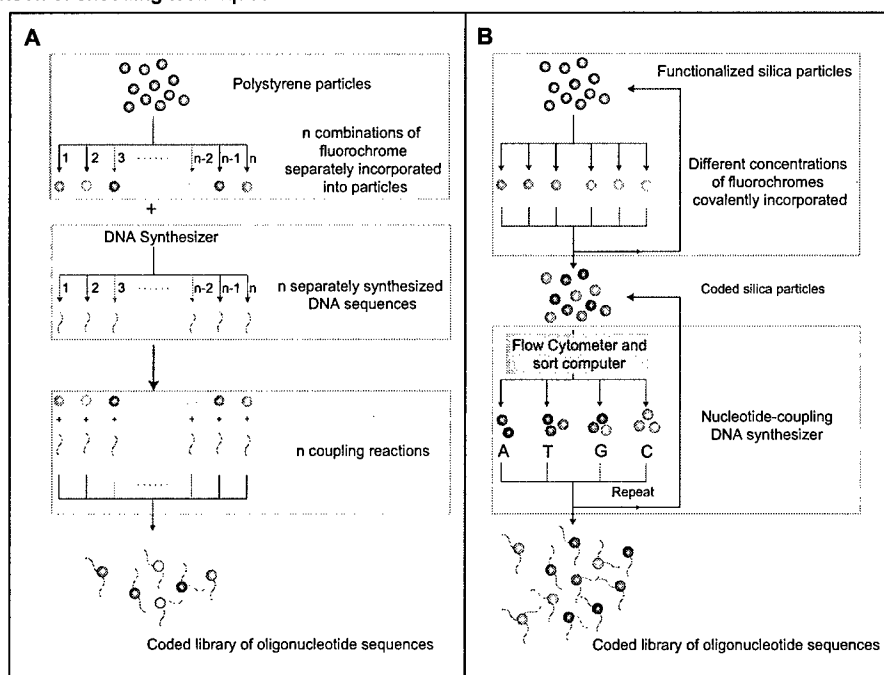 A
Polystyrene particles
n combinations of
fluorochrome
separately incorporated
into particles
1 2 3 ...... n-2 n-1 n
+
DNA Synthesizer
1 2 3 ...... n-2 n-1 n
n separately synthesized
DNA sequences
+ + + + + +
n coupling reactions
......
Coded library of oligonucleotide sequences
B
Functionalized silica particles
Different concentrations
of fluorochromes
covalently incorporated
Coded silica particles
Flow Cytometer and
sort computer
Nucleotide-coupling
DNA synthesizer
A T G C
Repeat
Coded library of oligonucleotide sequences